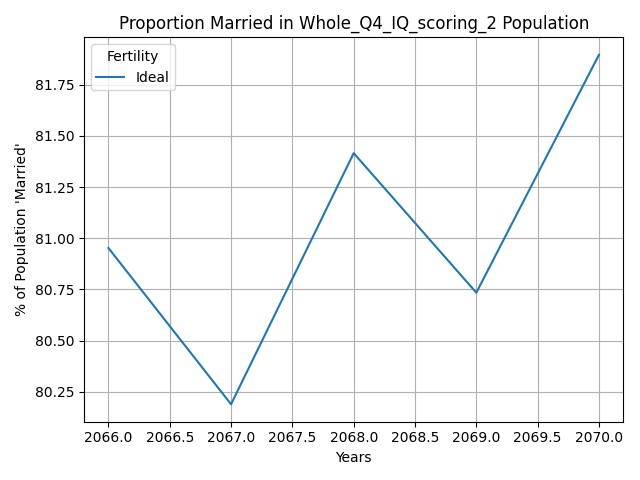 Proportion Married in Whole_Q4_IQ_scoring_2 Population
Fertility
Ideal
% of Population 'Married'
81.75
81.50
81.25
81.00
80.75
80.50
80.25
2066.0 2066.5 2067.0 2067.5 2068.0 2068.5 2069.0 2069.5 2070.0
Years